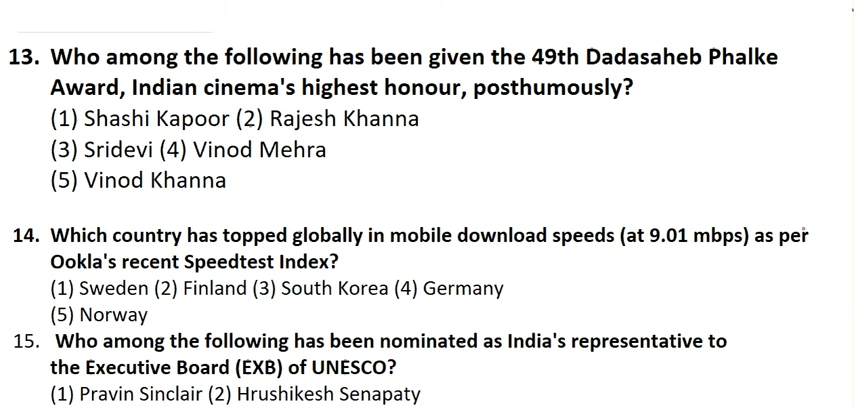 13. Who among the following has been given the 49th Dadasaheb Phalke
Award, Indian cinema's highest honour, posthumously?
(1) Shashi Kapoor (2) Rajesh Khanna
(3) Sridevi (4) Vinod Mehra
(5) Vinod Khanna
14. Which country has topped globally in mobile download speeds (at 9.01 mbps) as per
Ookla's recent Speedtest Index?
(1) Sweden (2) Finland (3) South Korea (4) Germany
(5) Norway
15. Who among the following has been nominated as India's representative to
the Executive Board (EXB) of UNESCO?
(1) Pravin Sinclair (2) Hrushikesh Senapaty